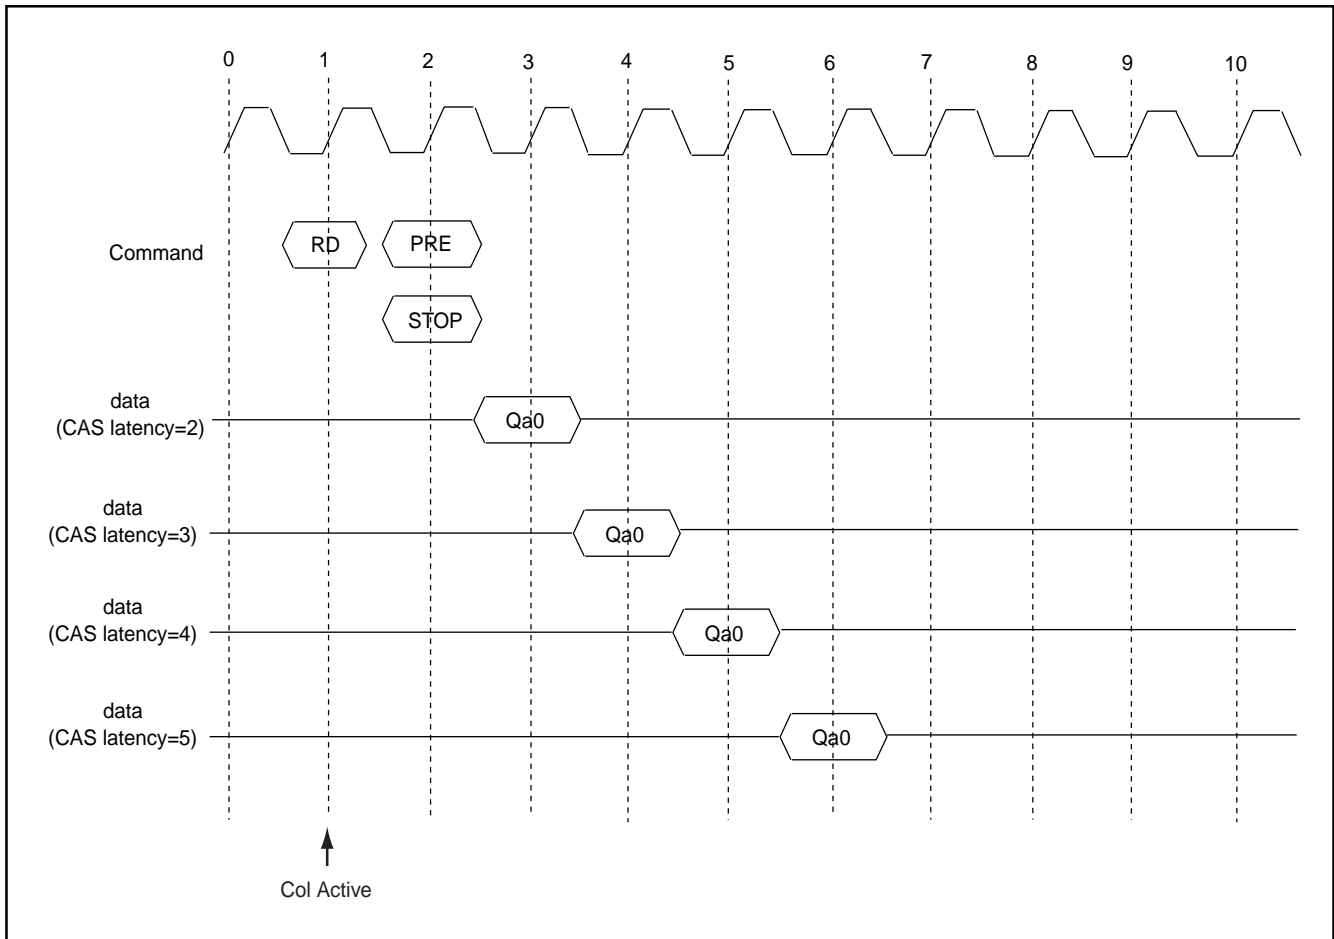 0 1 2 3 4 5 6 7 8 9 10
Command RD PRE
STOP
data
(CAS latency=2) Qa0
data
(CAS latency=3) Qa0
data
(CAS latency=4) Qa0
data
(CAS latency=5) Qa0
Col Active